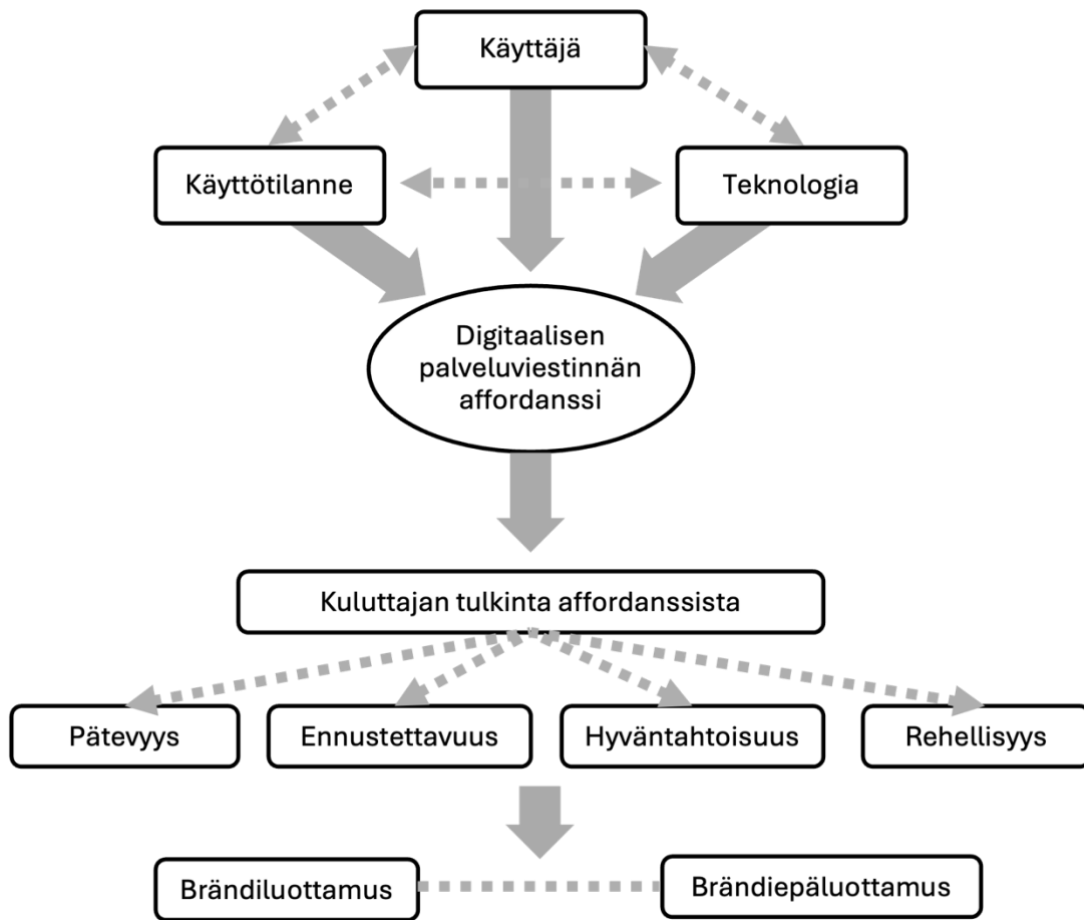 Käyttäjä
Käyttötilanne
Teknologia
Digitaalisen
palveluviestinnän
affordanssi
Kuluttajan tulkinta affordanssista
Pätevyys
Ennustettavuus
Hyväntahtoisuus
Rehellisyys
Brändiluottamus
Brändiepäluottamus